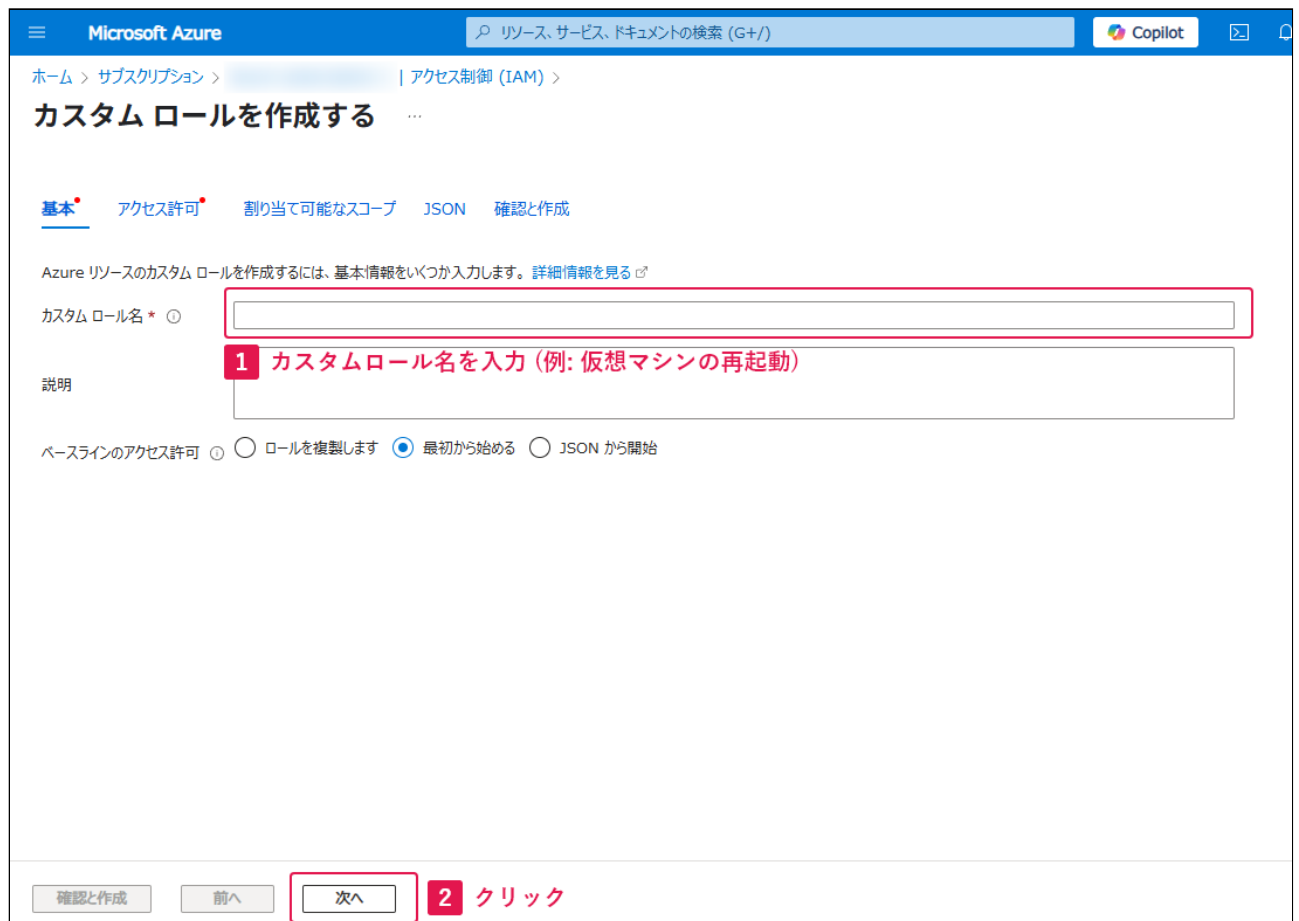 Microsoft Azure
リソース、サービス、ドキュメントの検索 (G+/)
Copilot
ホーム > サブスクリプション > | アクセス制御 (IAM) >
カスタム ロールを作成する ...
基本 アクセス許可 割り当て可能なスコープ JSON 確認と作成
Azure リソースのカスタム ロールを作成するには、基本情報をいくつか入力します。 詳細情報を見る
カスタム ロール名 *
1 カスタムロール名を入力 (例: 仮想マシンの再起動)
説明
ベースラインのアクセス許可 ロールを複製します 最初から始める JSON から開始
確認と作成 前へ 次へ 2 クリック